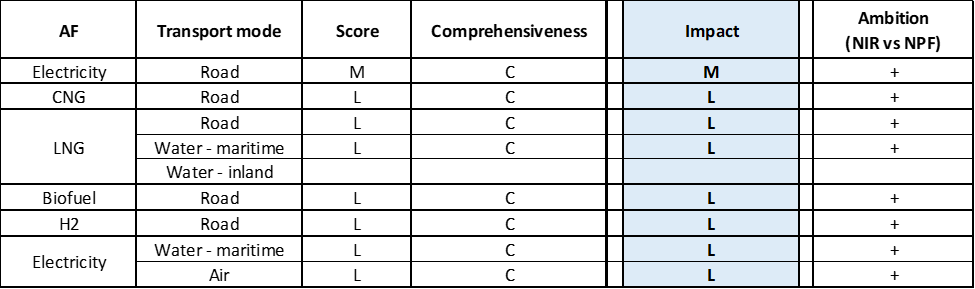 AF Transport mode Score Comprehensiveness Impact Ambition
(NIR vs NPF)
Electricity Road M C M +
CNG Road L C L +
LNG Road L C L +
Water - maritime L C L +
Water - inland
Biofuel Road L C L +
H2 Road L C L +
Electricity Water - maritime L C L +
Air L C L +